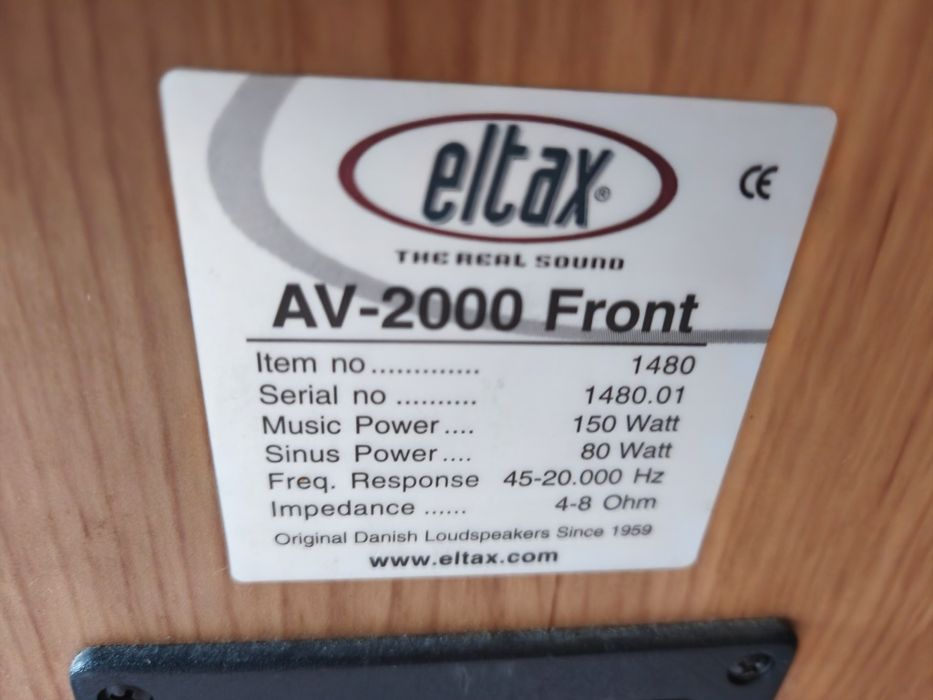 eltax®
CE
THE REAL SOUND
AV-2000 Front
Item no ............. 1480
Serial no .......... 1480.01
Music Power .... 150 Watt
Sinus Power .... 80 Watt
Freq. Response 45-20.000 Hz
Impedance ...... 4-8 Ohm
Original Danish Loudspeakers Since 1959
www.eltax.com